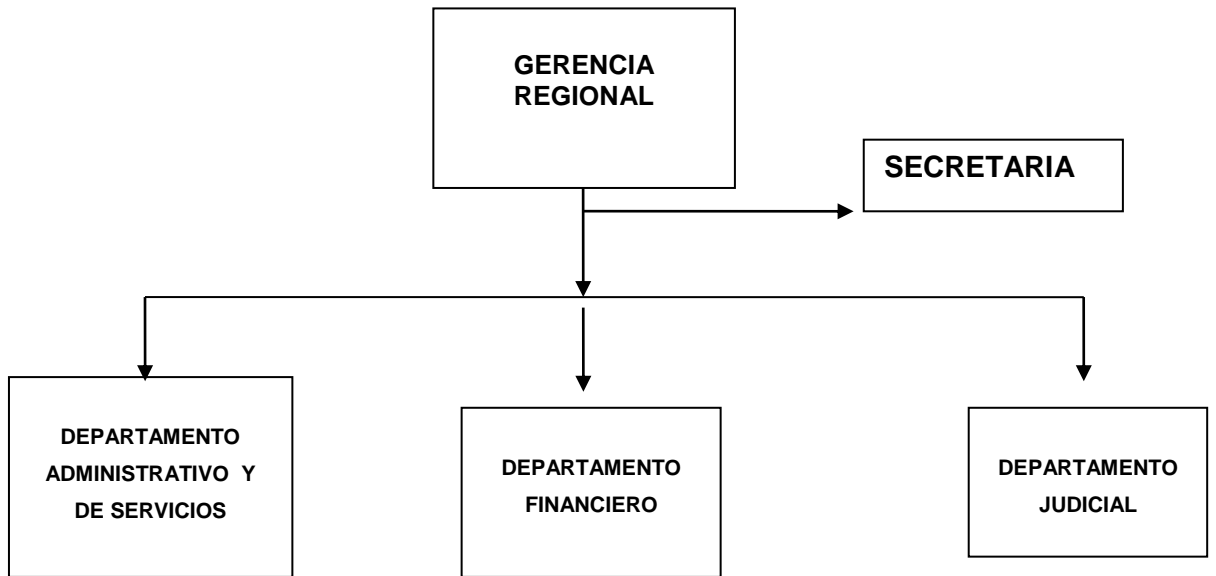 GERENCIA
REGIONAL
SECRETARIA
DEPARTAMENTO
ADMINISTRATIVO Y
DE SERVICIOS
DEPARTAMENTO
FINANCIERO
DEPARTAMENTO
JUDICIAL